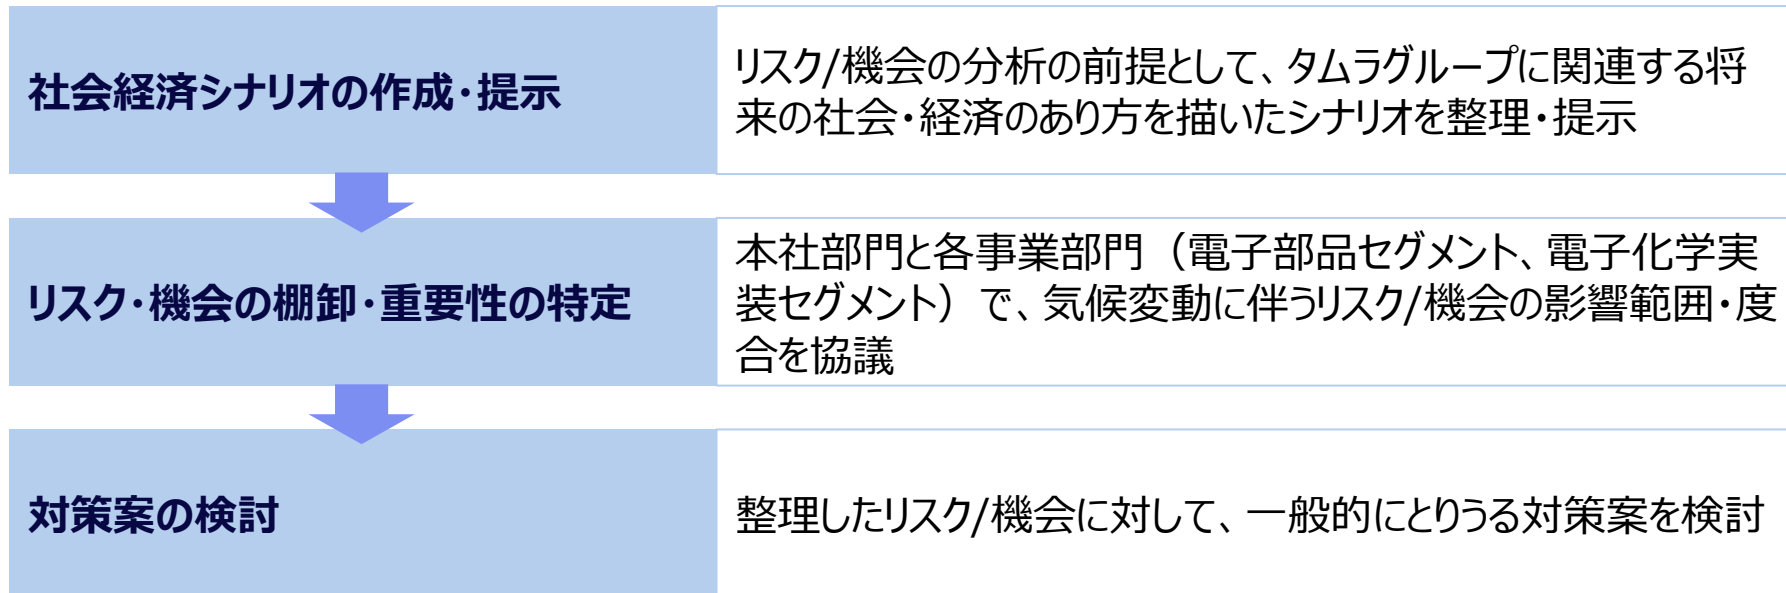 社会経済シナリオの作成・提示
リスク/機会の分析の前提として、タムラグループに関連する将
来の社会・経済のあり方を描いたシナリオを整理・提示
リスク・機会の棚卸・重要性の特定
本社部門と各事業部門（電子部品セグメント、電子化学実
装セグメント）で、気候変動に伴うリスク/機会の影響範囲・度
合を協議
対策案の検討
整理したリスク/機会に対して、一般的にとりうる対策案を検討